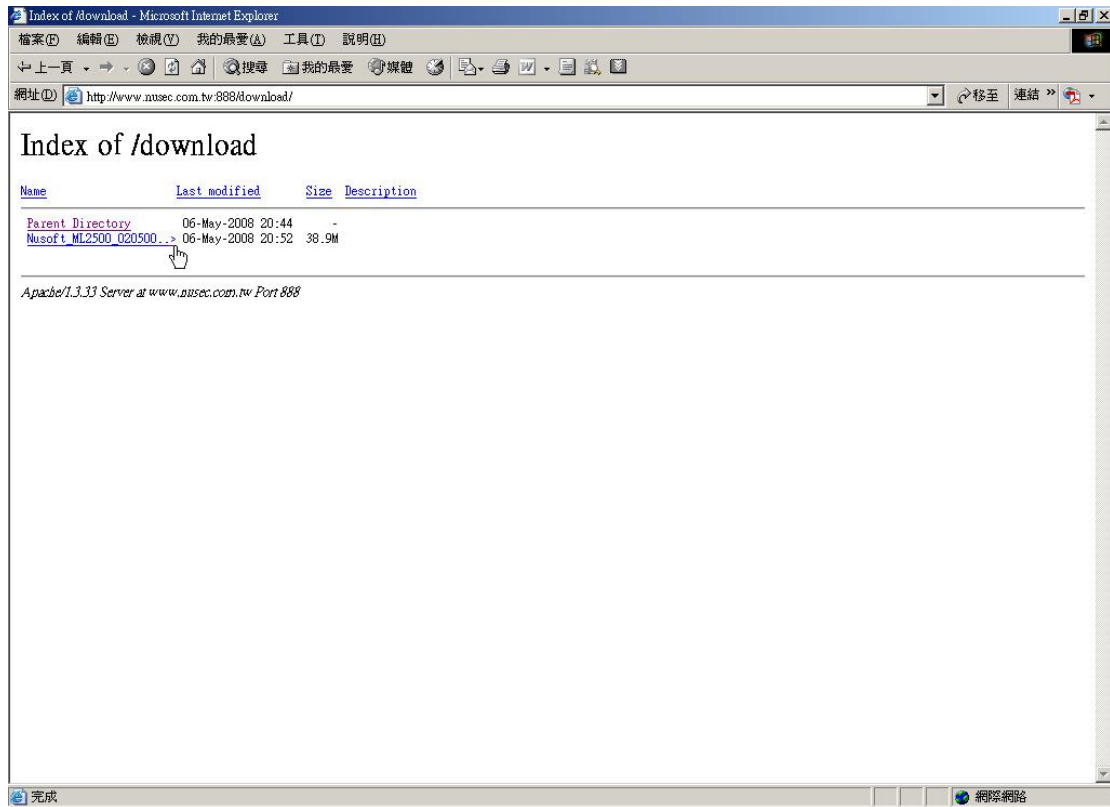 Index of /download - Microsoft Internet Explorer
檔案(F) 編輯(E) 檢視(V) 我的最愛(A) 工具(T) 說明(H)
上一頁 搜尋 我的最愛 媒體
網址(D) http://www.nusec.com.tw:888/download/ 移至 連結 »
Index of /download
Name Last modified Size Description
Parent Directory 06-May-2008 20:44 -
Nusoft_ML2500_020500..> 06-May-2008 20:52 38.9M
Apache/1.3.33 Server at www.nusec.com.tw Port 888
完成 網際網路